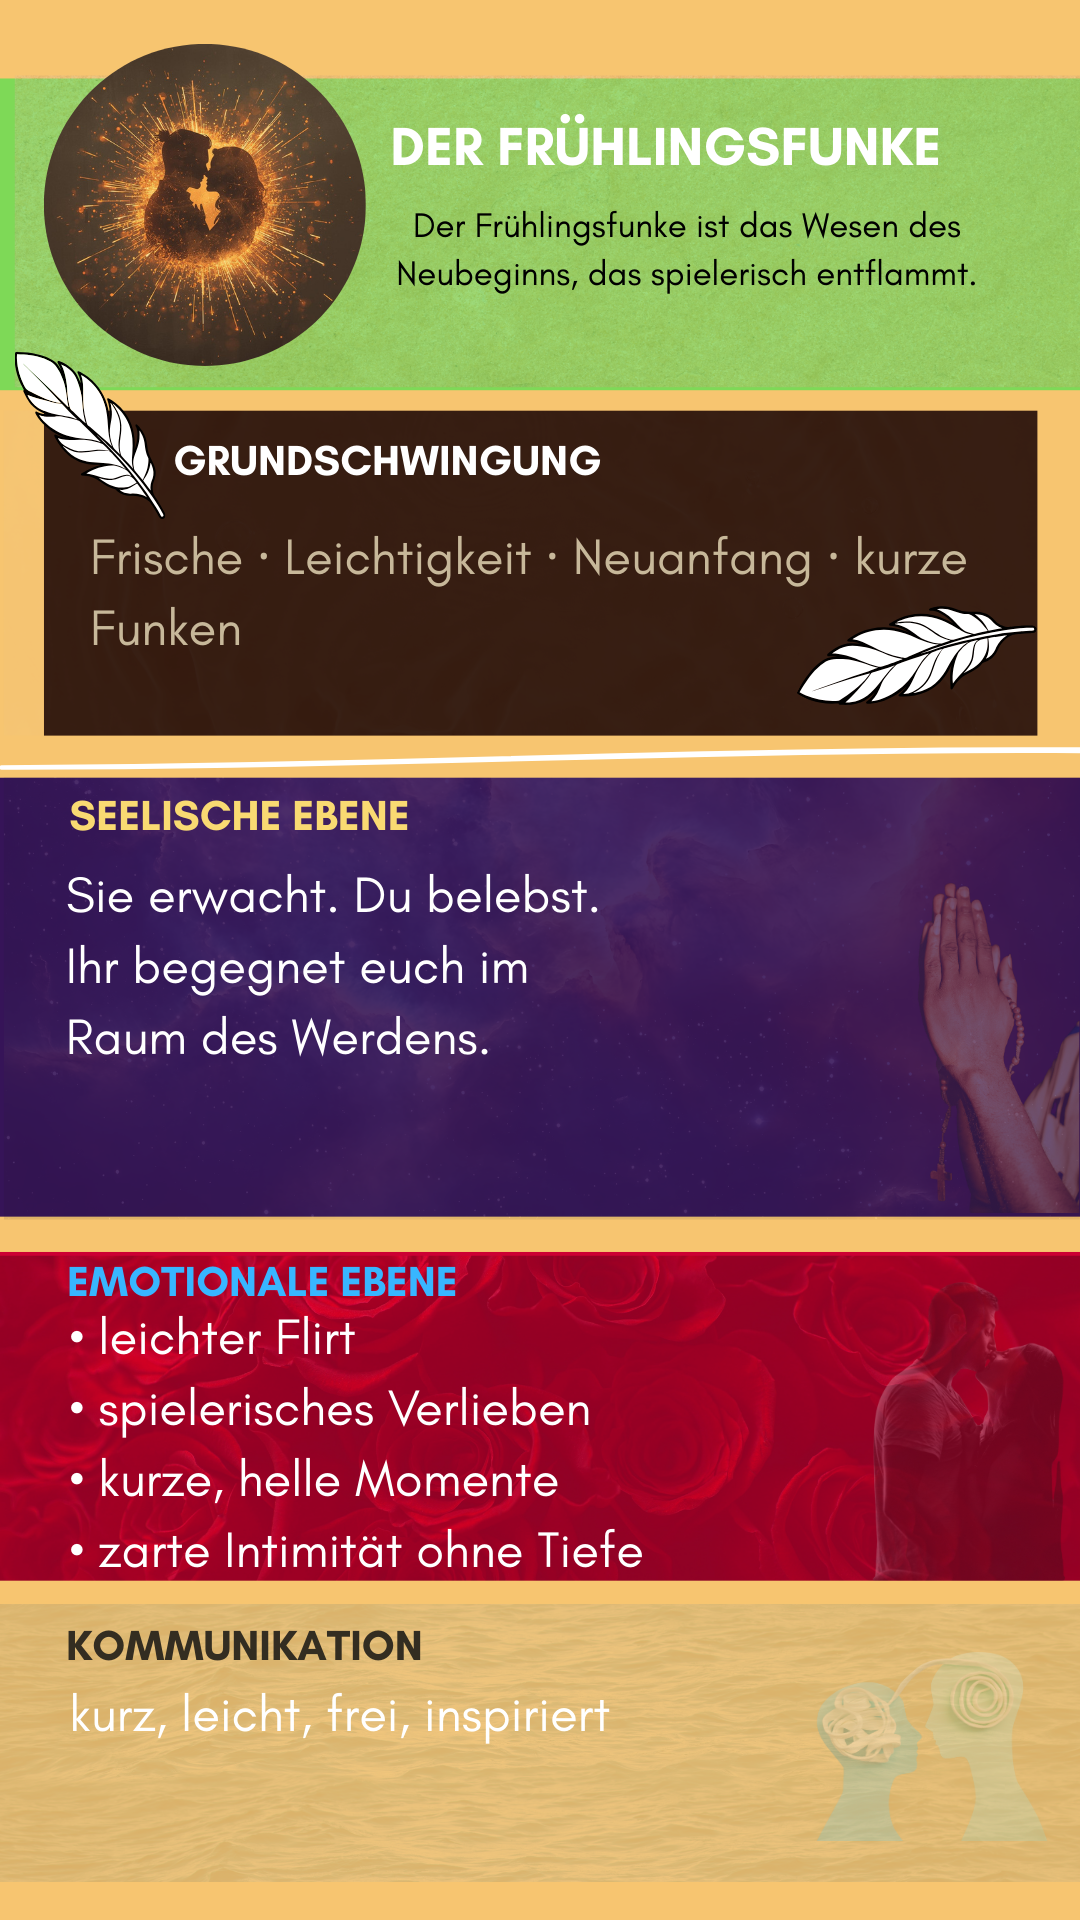 DER FRÜHLINGSFUNKE
Der Frühlingsfunke ist das Wesen des
Neubeginns, das spielerisch entflammt.
GRUNDSCHWINGUNG
Frische · Leichtigkeit · Neuanfang · kurze
Funken
SEELISCHE EBENE
Sie erwacht. Du belebst.
Ihr begegnet euch im
Raum des Werdens.
EMOTIONALE EBENE
• leichter Flirt
• spielerisches Verlieben
• kurze, helle Momente
• zarte Intimität ohne Tiefe
KOMMUNIKATION
kurz, leicht, frei, inspiriert